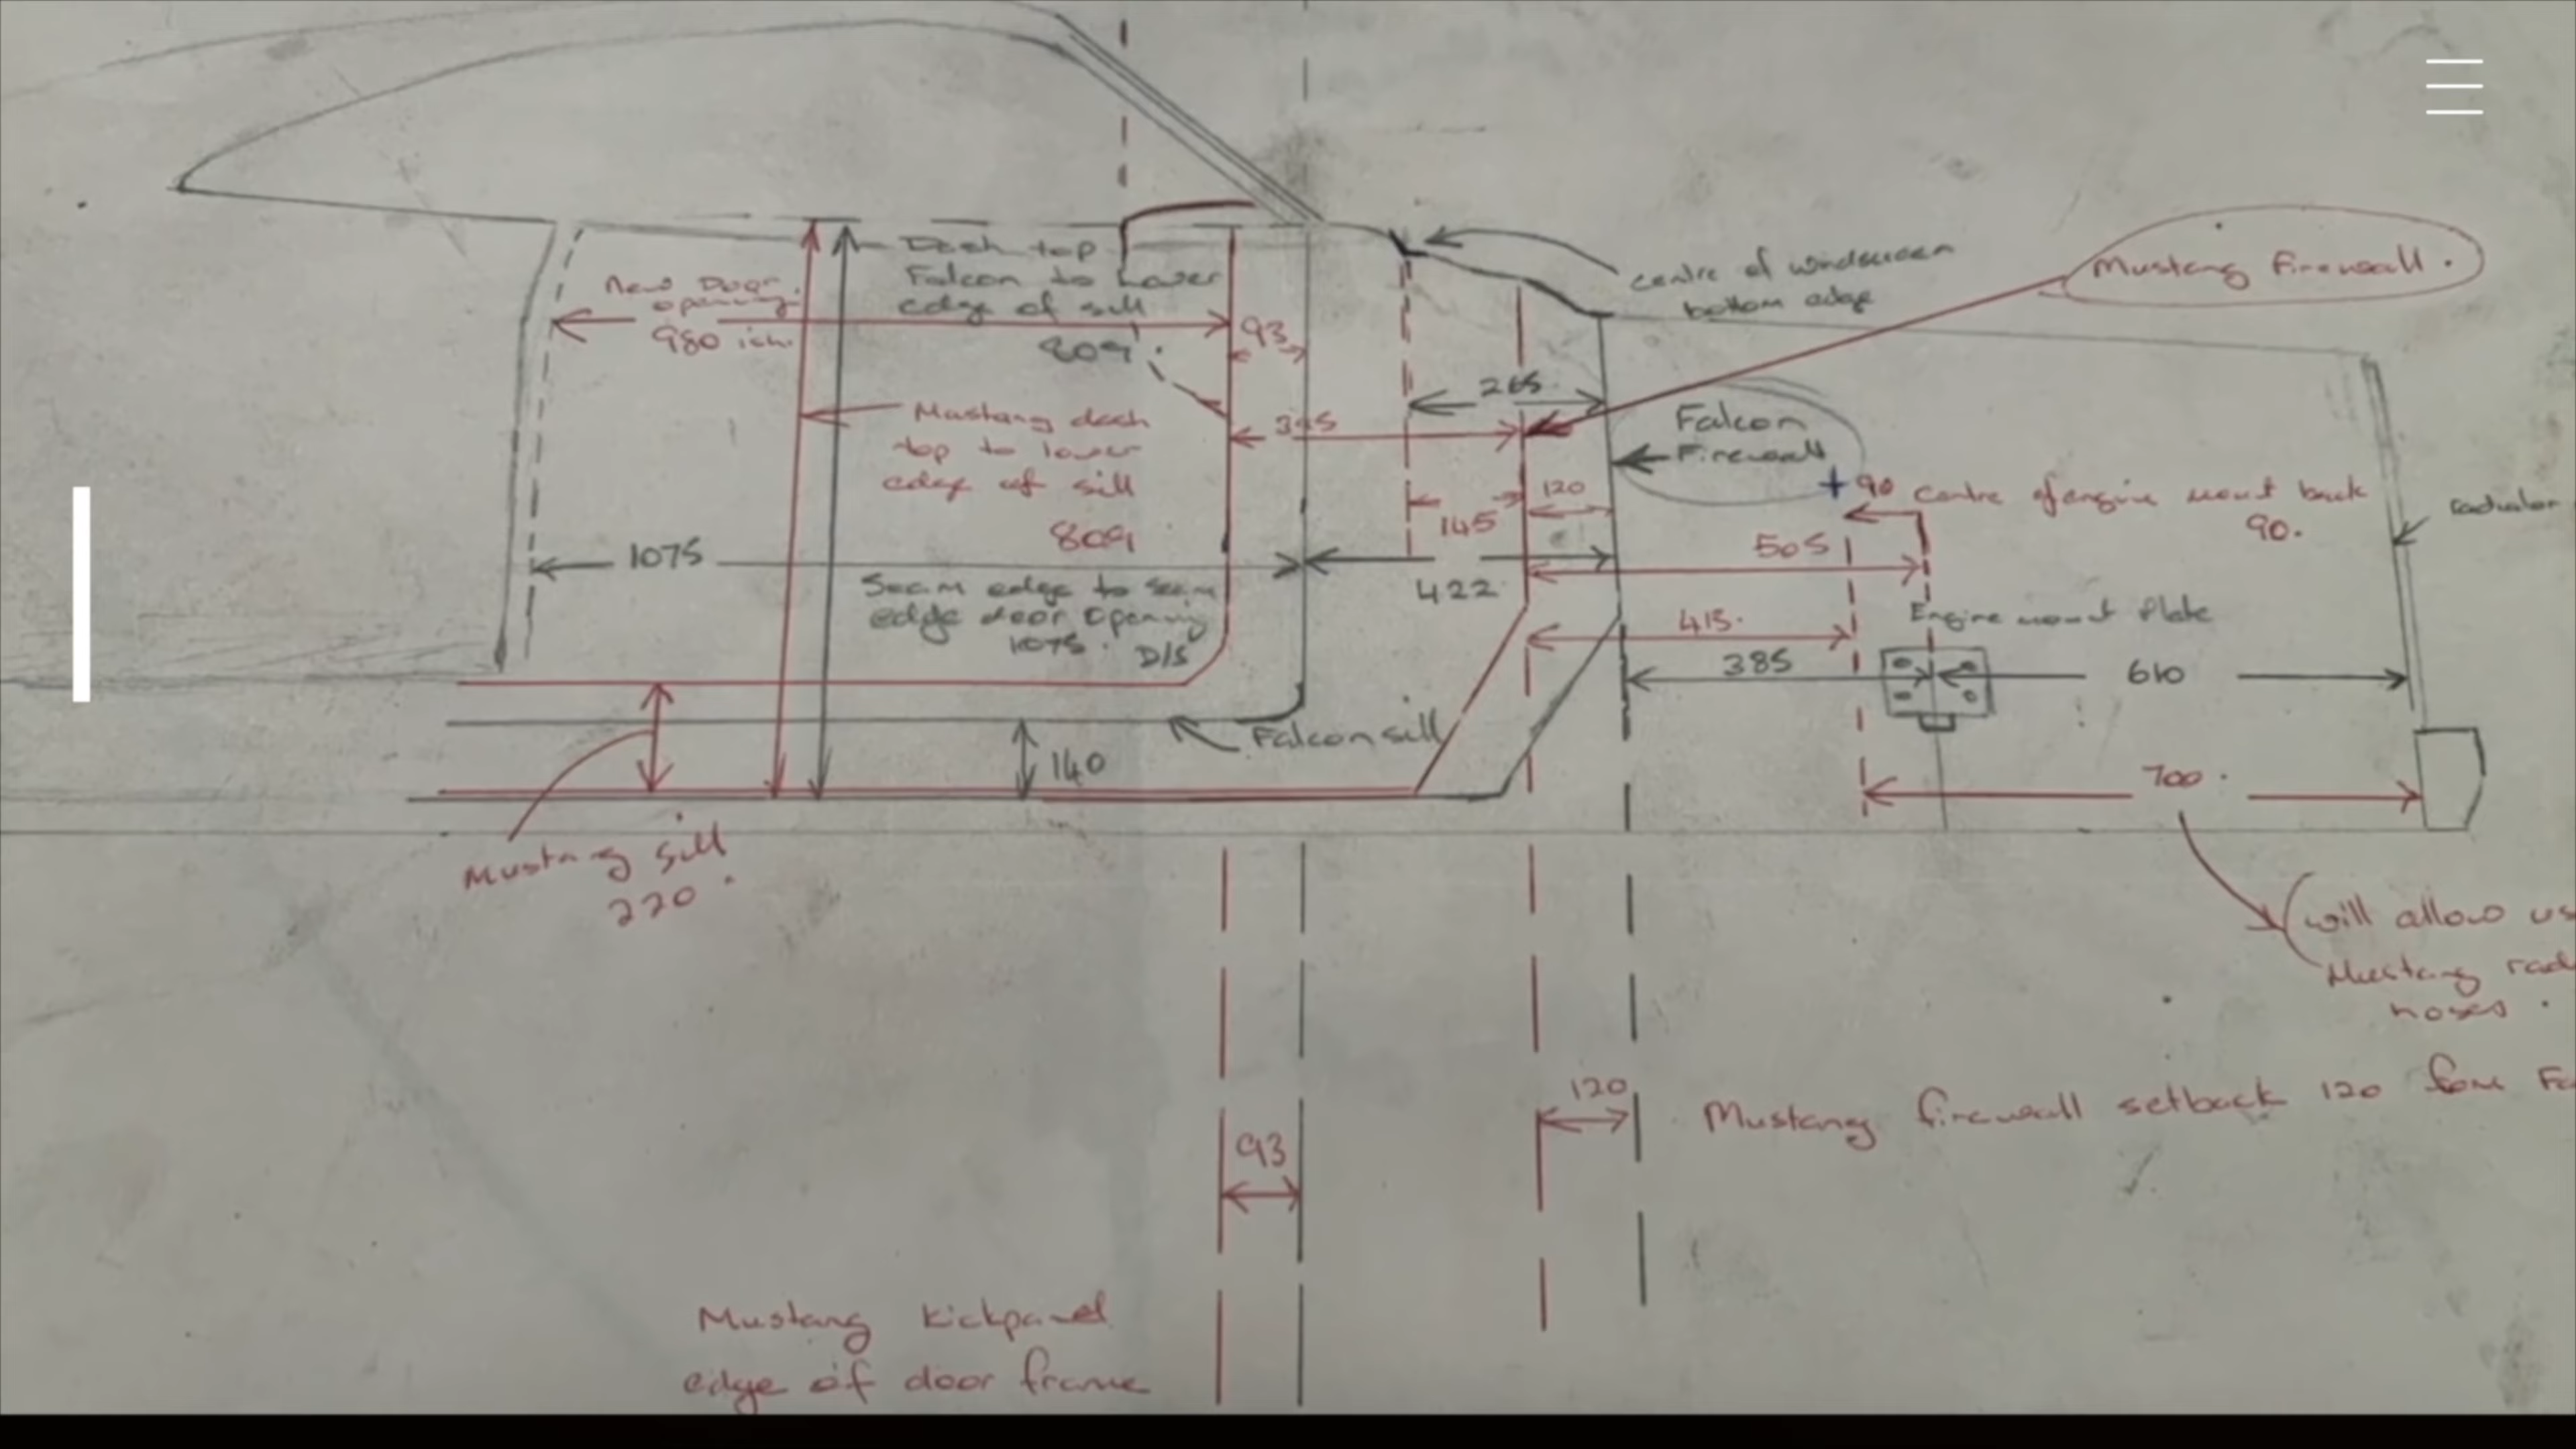 Dash top
Falcon to Lower
edge of sill
809
New Door
opening
980 ish.
93
centre of windscreen
bottom edge
Mustang Firewall.
265
Mustang dash
top to lower
edge of sill
809
395
Falcon
Firewall
145
120
+90 Centre of engine mount back
90.
radiator
505
1075
422
Seam edge to seam
edge door opening
1075.
D/S
415.
Engine mount Plate
385
610
Falcon sill
140
700.
Mustang sill
220
will allow us
Mustang rad
hoses.
120
Mustang firewall setback 120 from Fa
93
Mustang kickpanel
edge of door frame